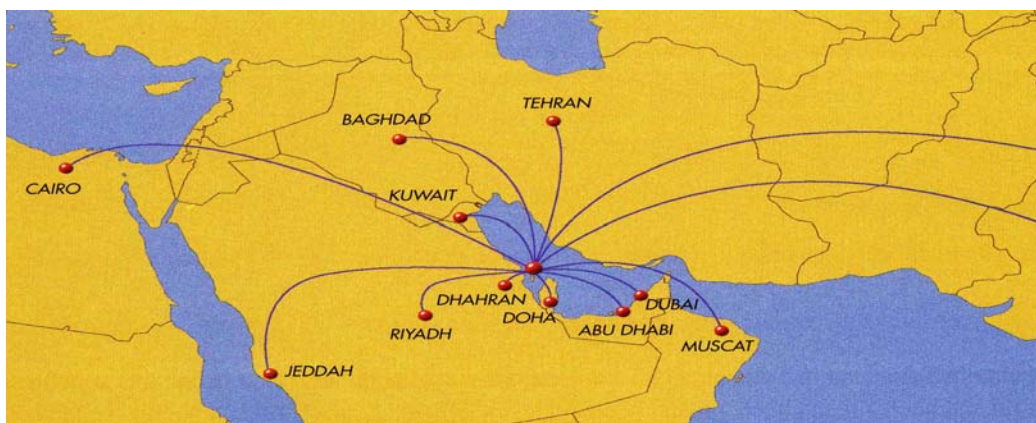 TEHRAN
BAGHDAD
CAIRO
KUWAIT
DHAHRAN
DOHA
DUBAI
RIYADH
ABU DHABI
MUSCAT
JEDDAH